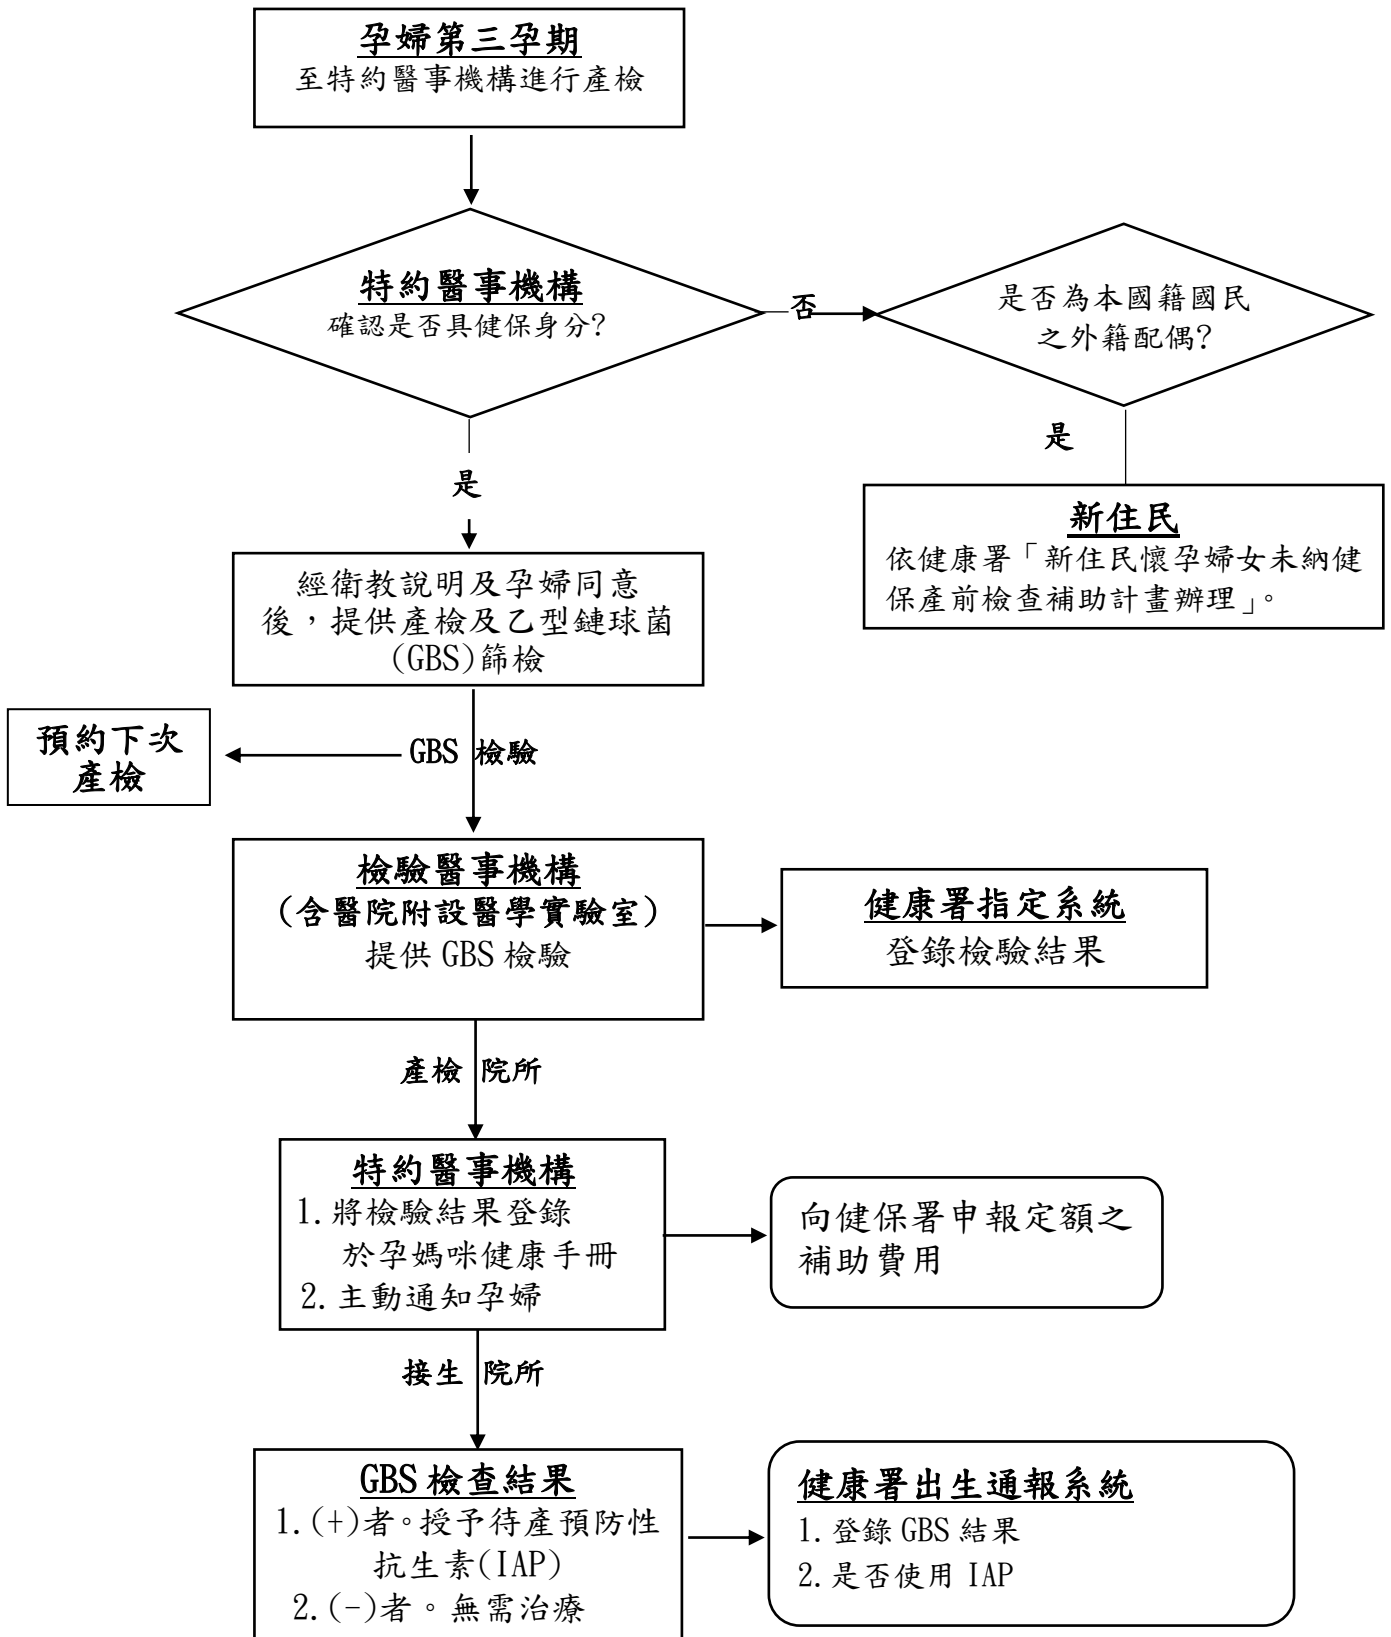 孕婦第三孕期
至特約醫事機構進行產檢
特約醫事機構
確認是否具健保身分?
否
是否為本國籍國民
之外籍配偶?
是
是
新住民
依健康署「新住民懷孕婦女未納健
保產前檢查補助計畫辦理」。
經衛教說明及孕婦同意
後，提供產檢及乙型鏈球菌
(GBS)篩檢
預約下次
產檢
GBS 檢驗
檢驗醫事機構
(含醫院附設醫學實驗室)
提供 GBS 檢驗
健康署指定系統
登錄檢驗結果
產檢 院所
特約醫事機構
1. 將檢驗結果登錄
於孕媽咪健康手冊
2. 主動通知孕婦
向健保署申報定額之
補助費用
接生 院所
GBS 檢查結果
1. (+)者。授予待產預防性
抗生素(IAP)
2. (-)者。無需治療
健康署出生通報系統
1. 登錄 GBS 結果
2. 是否使用 IAP